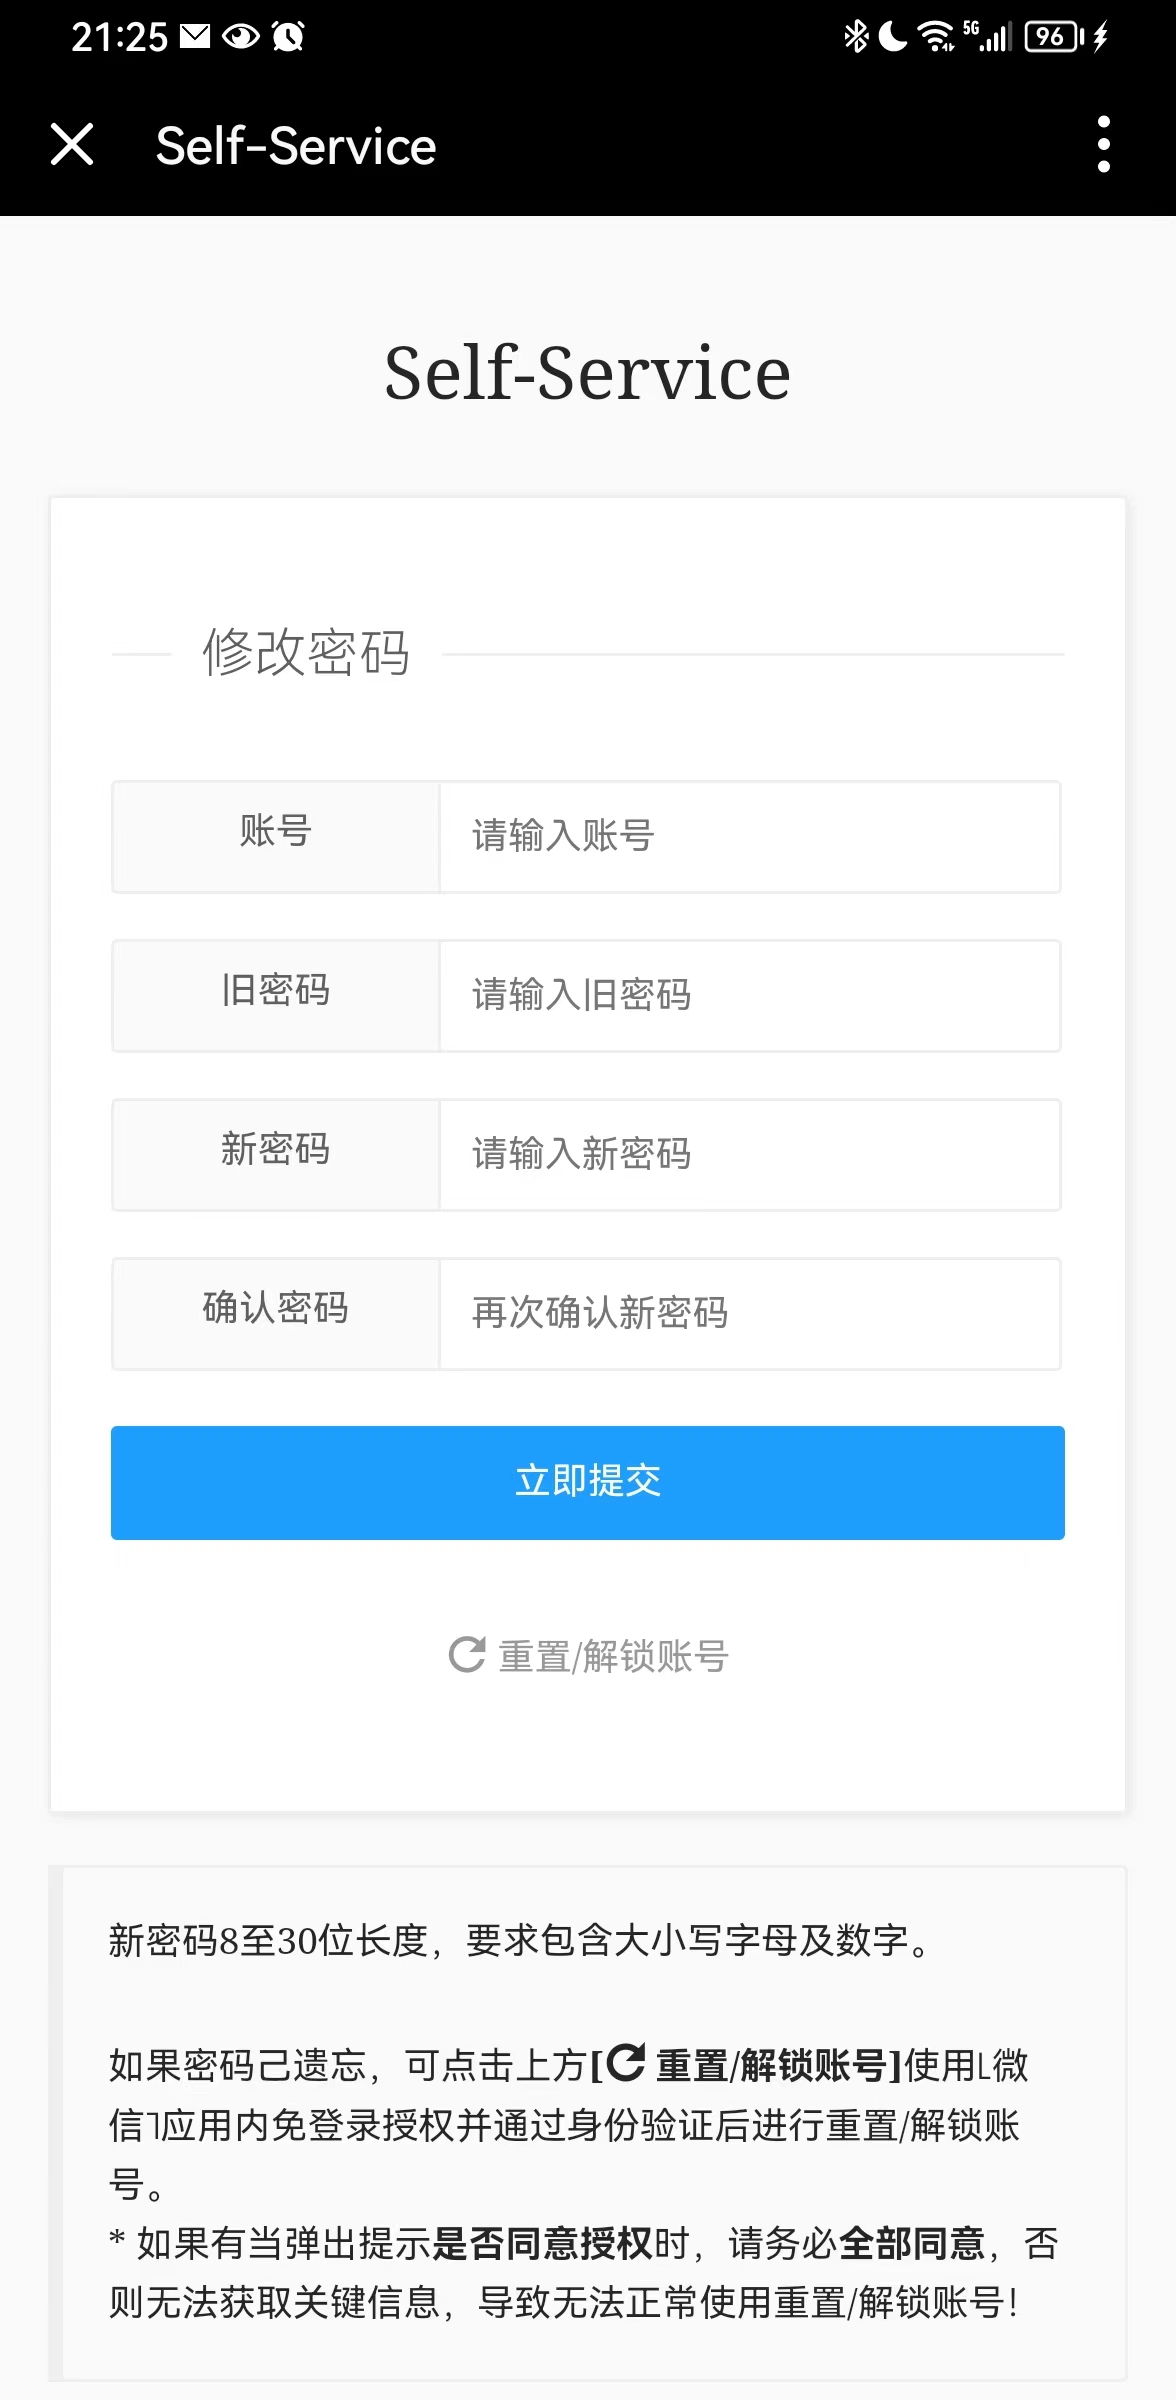 21:25
5G
96
Self-Service
Self-Service
修改密码
账号 请输入账号
旧密码 请输入旧密码
新密码 请输入新密码
确认密码 再次确认新密码
立即提交
重置/解锁账号
新密码8至30位长度，要求包含大小写字母及数字。
如果密码己遗忘，可点击上方[重置/解锁账号]使用L微
信˥应用内免登录授权并通过身份验证后进行重置/解锁账
号。
* 如果有当弹出提示是否同意授权时，请务必全部同意，否
则无法获取关键信息，导致无法正常使用重置/解锁账号！